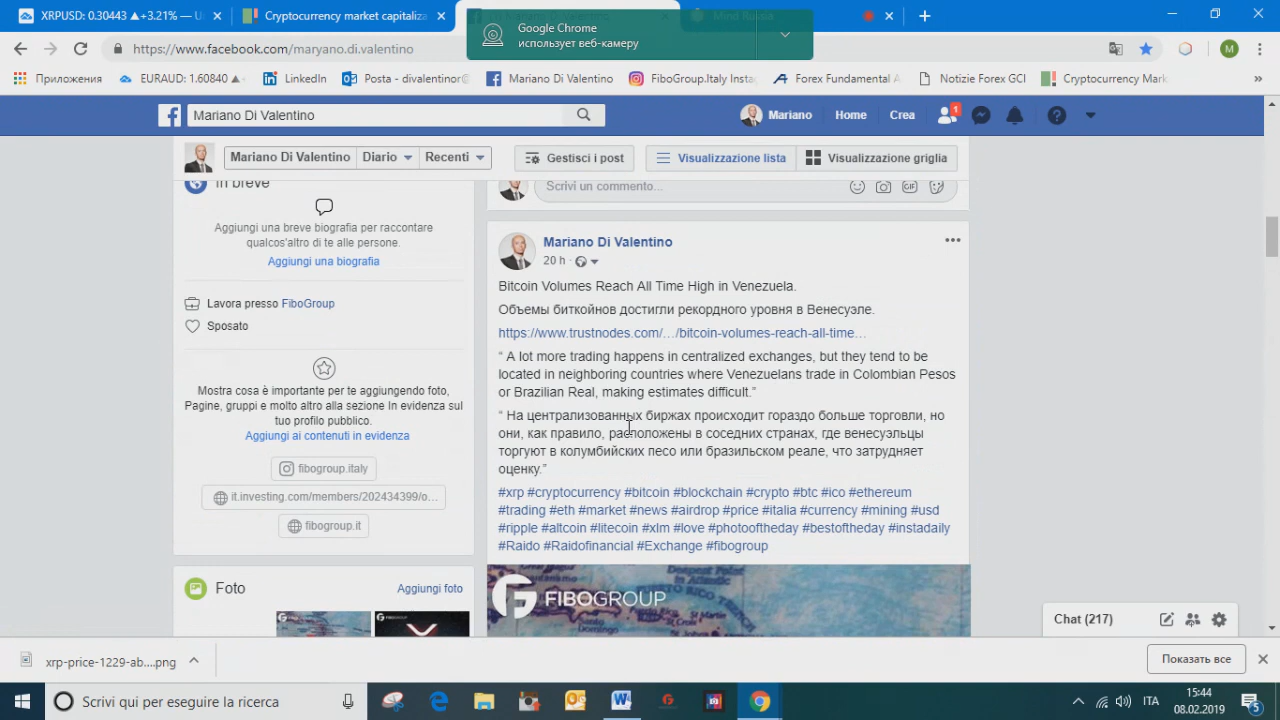 XRPUSD: 0.30443 ▲+3.21% —
Cryptocurrency market capitaliza
Google Chrome
использует веб-камеру
https://www.facebook.com/maryano.di.valentino
M
Приложения
EURAUD: 1.60840 ▲
LinkedIn
Posta - divalentino@
Mariano Di Valentino
FiboGroup.Italy Insta
Forex Fundamental A
Notizie Forex GCI
Cryptocurrency Mark
Mariano Di Valentino
Mariano
Home
Crea
1
Mariano Di Valentino
Diario
Recenti
Gestisci i post
Visualizzazione lista
Visualizzazione griglia
In breve
Aggiungi una breve biografia per raccontare
qualcos'altro di te alle persone.
Aggiungi una biografia
Lavora presso FiboGroup
Sposato
Mostra cosa è importante per te aggiungendo foto,
Pagine, gruppi e molto altro alla sezione In evidenza sul
tuo profilo pubblico.
Aggiungi ai contenuti in evidenza
fibogroup.italy
it.investing.com/members/202434399/o...
fibogroup.it
Foto
Aggiungi foto
FIBOGROUP
Scrivi un commento...
GIF
Mariano Di Valentino
20 h
Bitcoin Volumes Reach All Time High in Venezuela.
Объемы биткойнов достигли рекордного уровня в Венесуэле.
https://www.trustnodes.com/…/bitcoin-volumes-reach-all-time…
“ A lot more trading happens in centralized exchanges, but they tend to be
located in neighboring countries where Venezuelans trade in Colombian Pesos
or Brazilian Real, making estimates difficult.”
“ На централизованных биржах происходит гораздо больше торговли, но
они, как правило, расположены в соседних странах, где венесуэльцы
торгуют в колумбийских песо или бразильском реале, что затрудняет
оценку.”
#xrp #cryptocurrency #bitcoin #blockchain #crypto #btc #ico #ethereum
#trading #eth #market #news #airdrop #price #italia #currency #mining #usd
#ripple #altcoin #litecoin #xlm #love #photooftheday #bestoftheday #instadaily
#Raido #Raidofinancial #Exchange #fibogroup
FIBOGROUP
Chat (217)
xrp-price-1229-ab....png
Показать все
Scrivi qui per eseguire la ricerca
ITA
15:44
08.02.2019
5